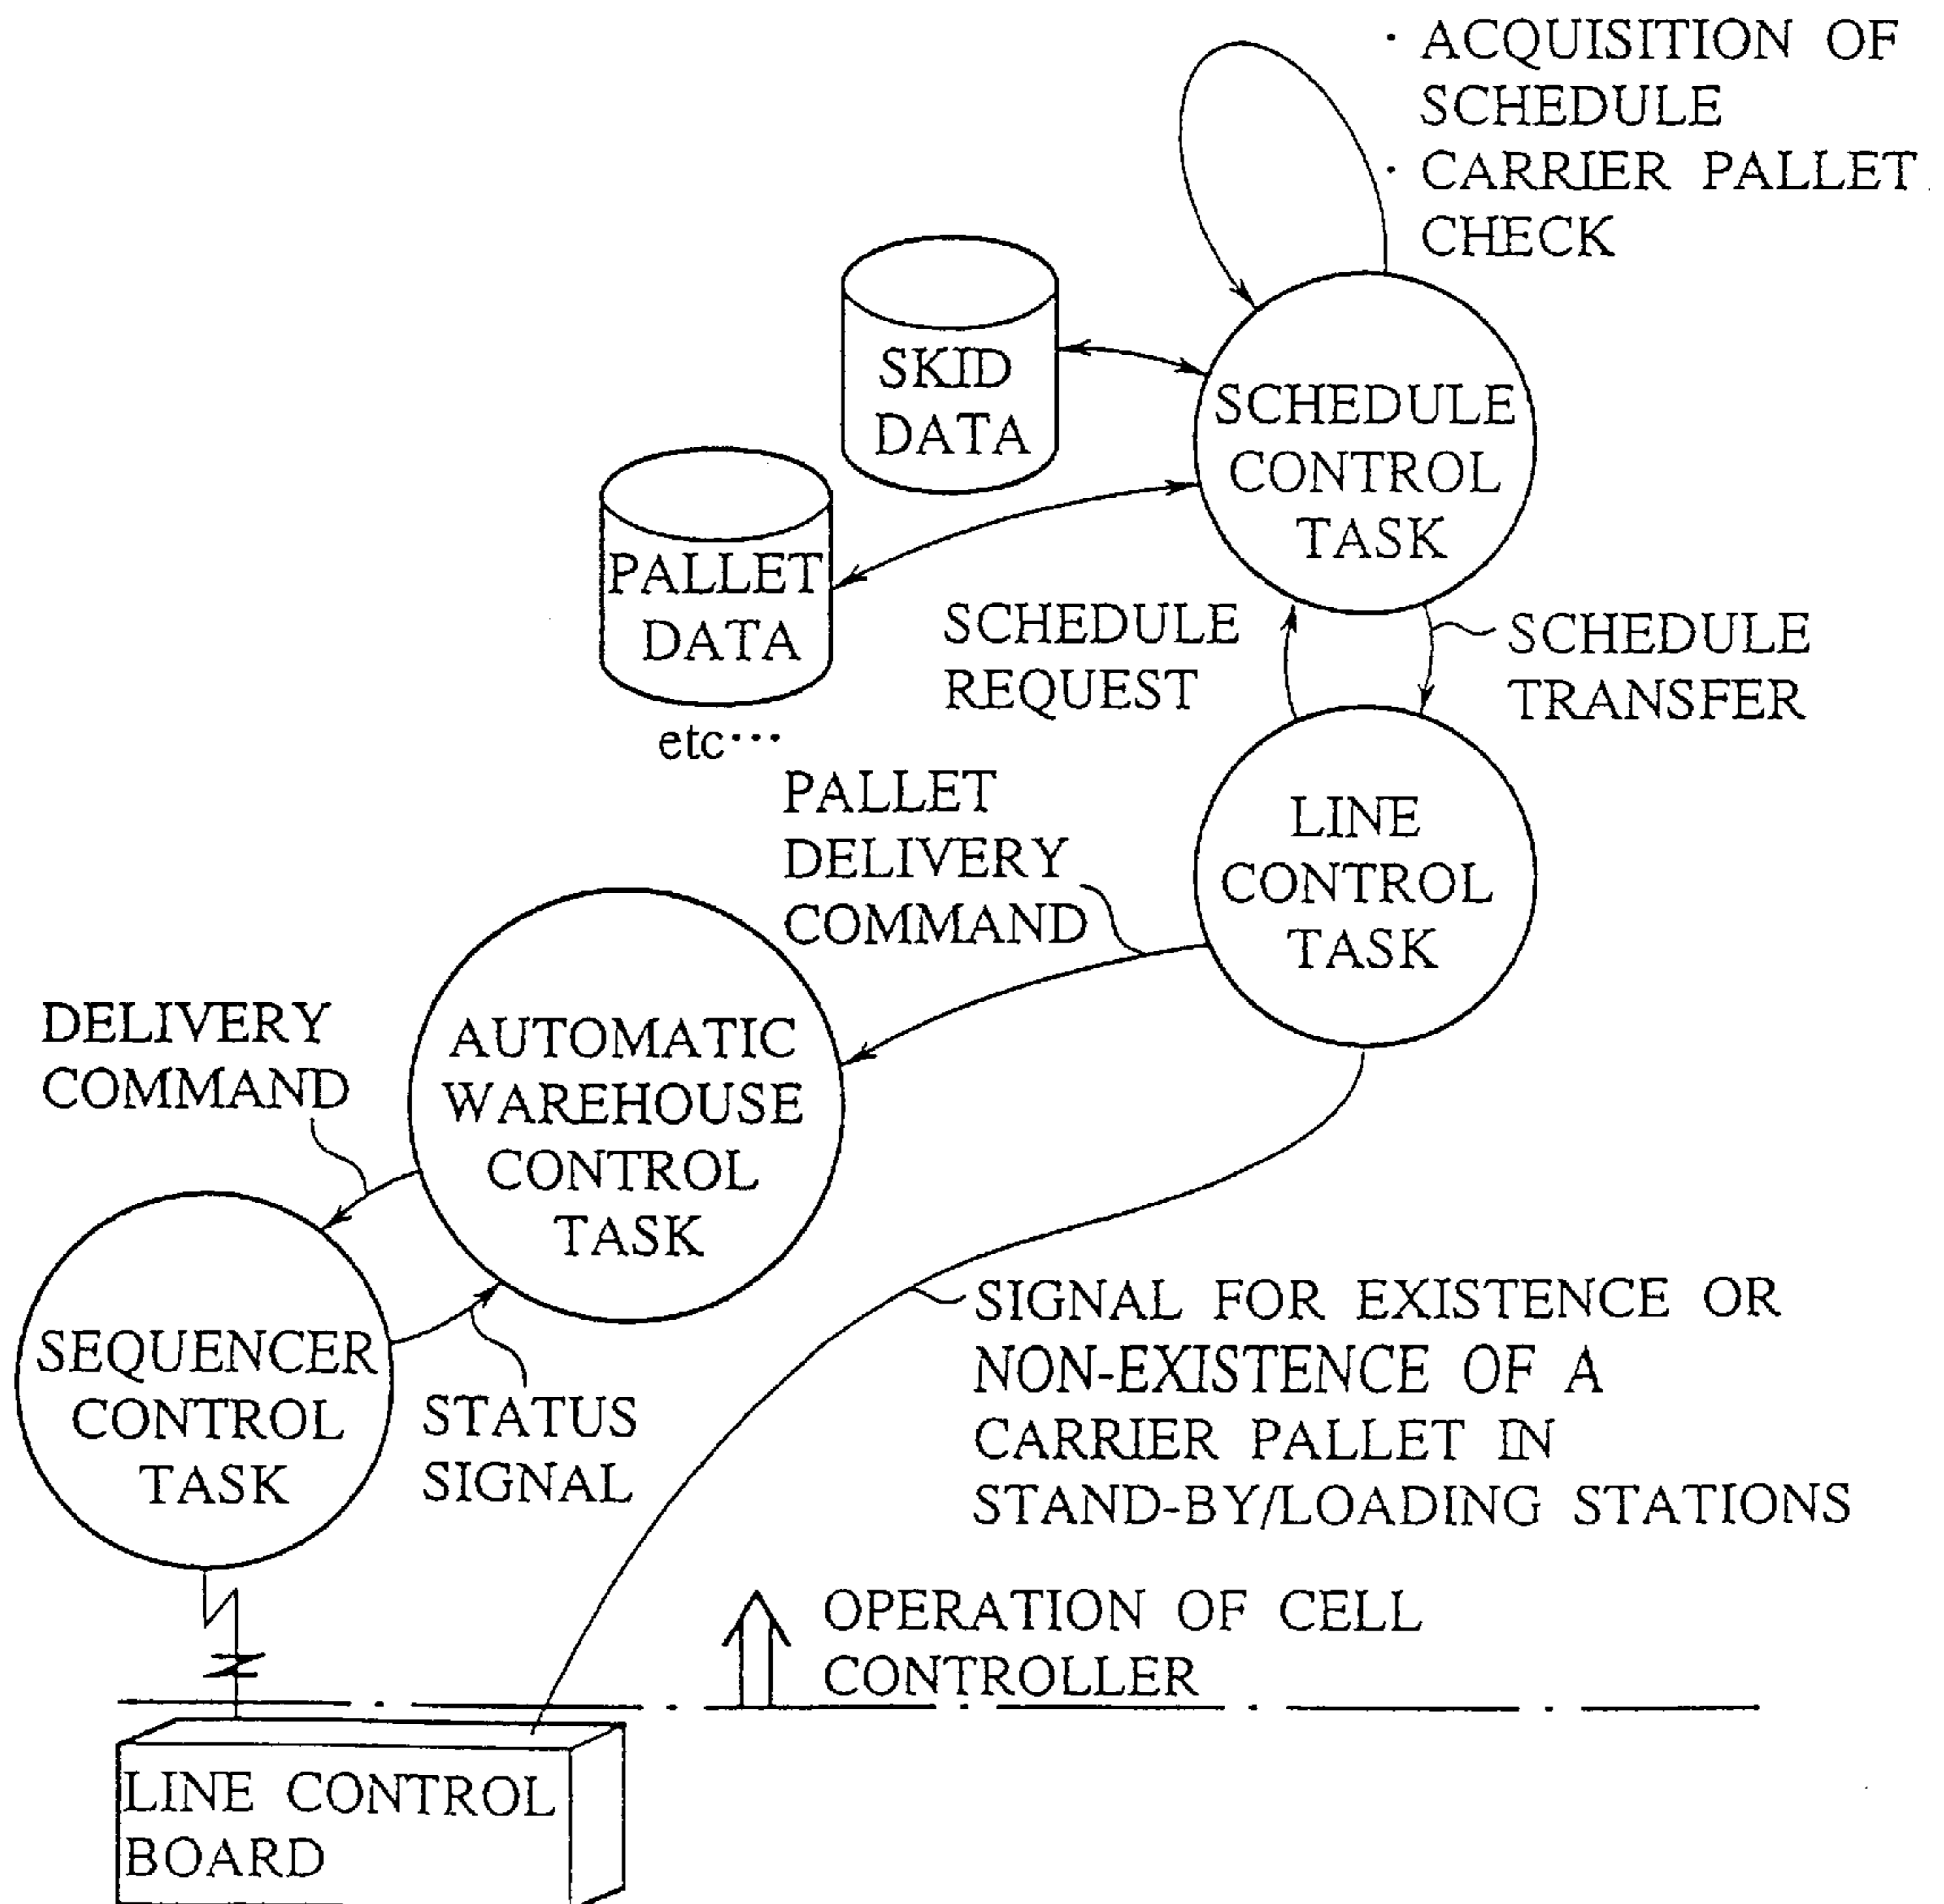 · ACQUISITION OF
SCHEDULE
· CARRIER PALLET
CHECK
SKID
DATA
SCHEDULE
CONTROL
TASK
PALLET
DATA
etc···
SCHEDULE
REQUEST
SCHEDULE
TRANSFER
PALLET
DELIVERY
COMMAND
LINE
CONTROL
TASK
DELIVERY
COMMAND
AUTOMATIC
WAREHOUSE
CONTROL
TASK
SEQUENCER
CONTROL
TASK
STATUS
SIGNAL
SIGNAL FOR EXISTENCE OR
NON-EXISTENCE OF A
CARRIER PALLET IN
STAND-BY/LOADING STATIONS
OPERATION OF CELL
CONTROLLER
LINE CONTROL
BOARD